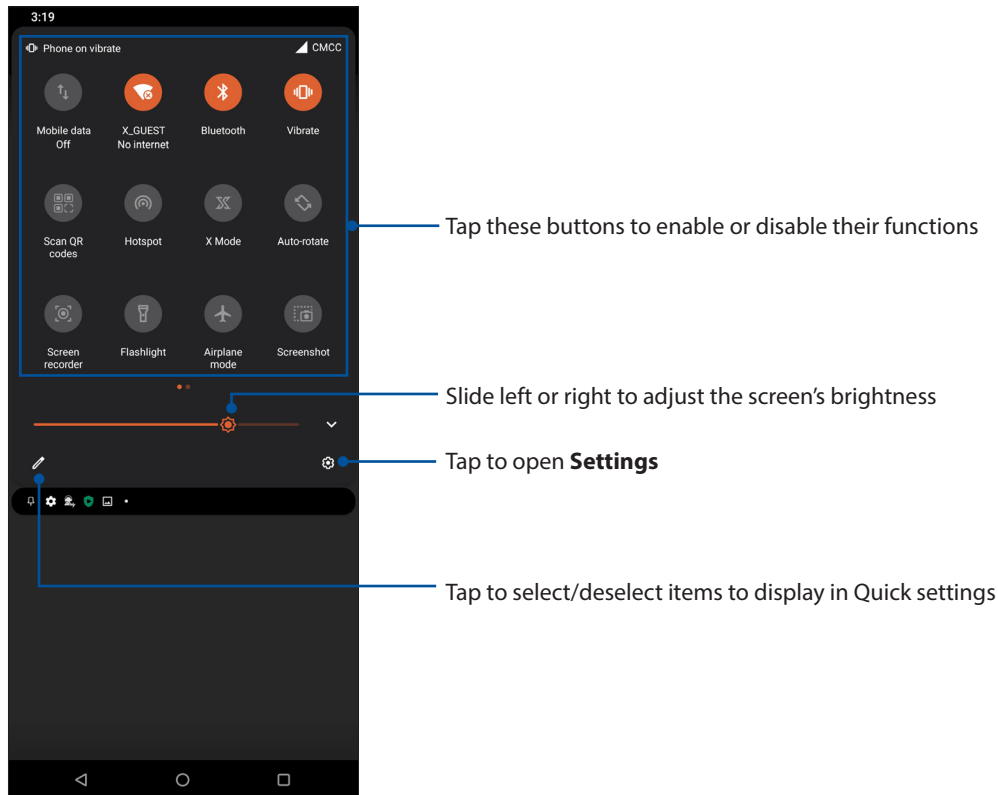 3:19
Phone on vibrate CMCC
Mobile data X_GUEST Bluetooth Vibrate
Off No internet
Tap these buttons to enable or disable their functions
Scan QR Hotspot X Mode Auto-rotate
codes
Screen Flashlight Airplane Screenshot
recorder mode
Slide left or right to adjust the screen’s brightness
Tap to open Settings
Tap to select/deselect items to display in Quick settings